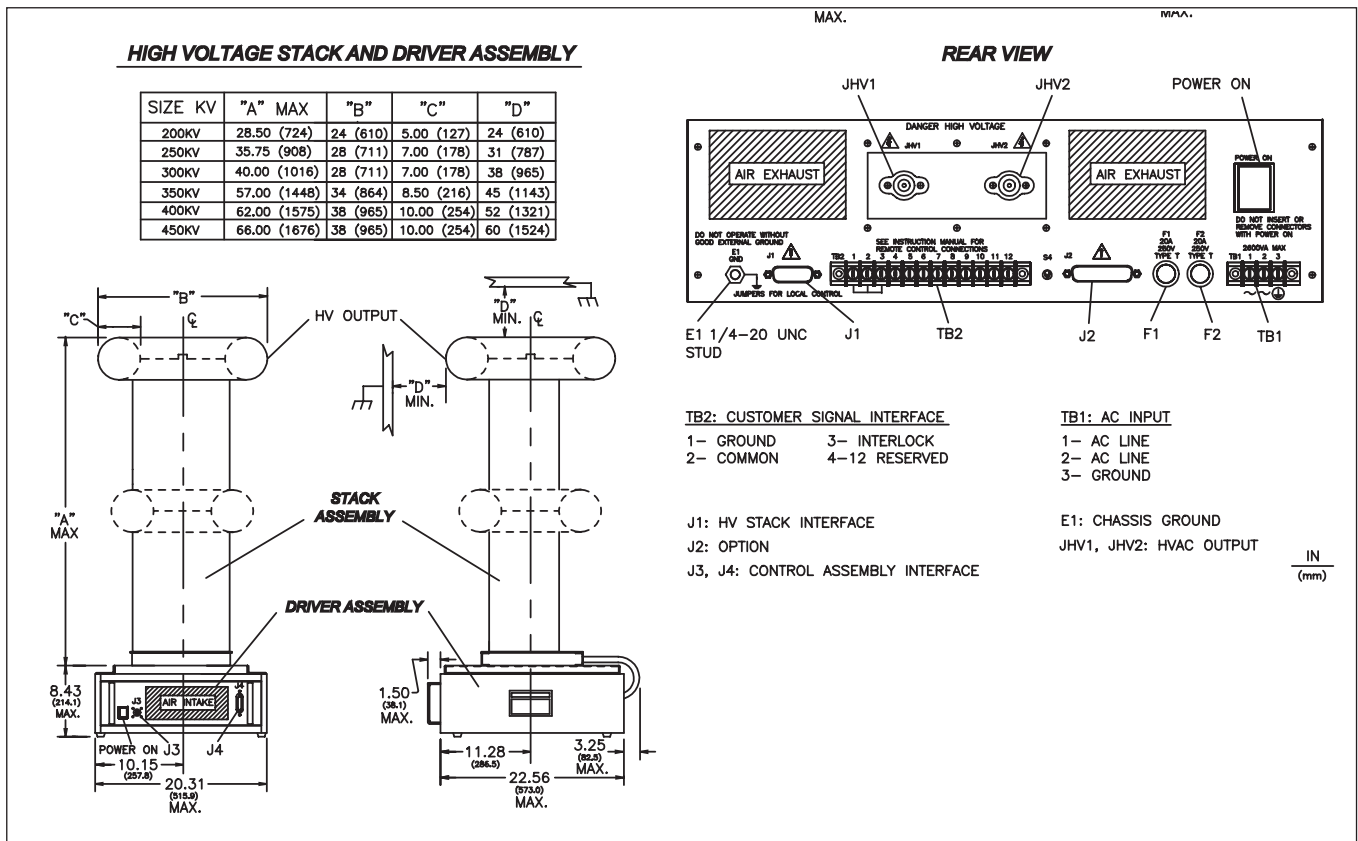 MAX.
MAX.
HIGH VOLTAGE STACK AND DRIVER ASSEMBLY
SIZE KV "A" MAX "B" "C" "D"
200KV 28.50 (724) 24 (610) 5.00 (127) 24 (610)
250KV 35.75 (908) 28 (711) 7.00 (178) 31 (787)
300KV 40.00 (1016) 28 (711) 7.00 (178) 38 (965)
350KV 57.00 (1448) 34 (864) 8.50 (216) 45 (1143)
400KV 62.00 (1575) 38 (965) 10.00 (254) 52 (1321)
450KV 66.00 (1676) 38 (965) 10.00 (254) 60 (1524)
"B"
"C"
℄
HV OUTPUT
"D"
MIN.
℄
"D"
MIN.
"A"
MAX
STACK
ASSEMBLY
DRIVER ASSEMBLY
8.43
(214.1)
MAX.
J3
AIR INTAKE
J4
POWER ON
J3
J4
10.15
(257.8)
20.31
(515.9)
MAX.
1.50
(38.1)
MAX.
11.28
(286.5)
3.25
(82.5)
MAX.
22.56
(573.0)
MAX.
REAR VIEW
JHV1
JHV2
POWER ON
DANGER HIGH VOLTAGE
JHV1
JHV2
AIR EXHAUST
AIR EXHAUST
POWER ON
DO NOT INSERT OR
REMOVE CONNECTORS
WITH POWER ON
DO NOT OPERATE WITHOUT
GOOD EXTERNAL GROUND
E1
GND
J1
SEE INSTRUCTION MANUAL FOR
REMOTE CONTROL CONNECTIONS
TB2 1 2 3 4 5 6 7 8 9 10 11 12
JUMPERS FOR LOCAL CONTROL
S4
J2
F1
20A
250V
TYPE T
F2
20A
250V
TYPE T
2600VA MAX
TB1 1 2 3
E1 1/4-20 UNC
STUD
J1
TB2
J2
F1
F2
TB1
TB2: CUSTOMER SIGNAL INTERFACE
1- GROUND 3- INTERLOCK
2- COMMON 4-12 RESERVED
TB1: AC INPUT
1- AC LINE
2- AC LINE
3- GROUND
J1: HV STACK INTERFACE
J2: OPTION
J3, J4: CONTROL ASSEMBLY INTERFACE
E1: CHASSIS GROUND
JHV1, JHV2: HVAC OUTPUT
IN
(mm)